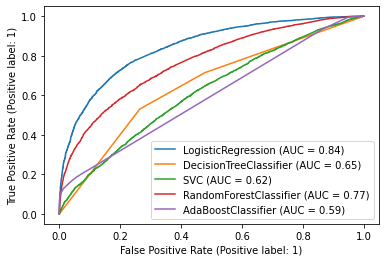 1.0
0.8
0.6
0.4
0.2
0.0
True Positive Rate (Positive label: 1)
LogisticRegression (AUC = 0.84)
DecisionTreeClassifier (AUC = 0.65)
SVC (AUC = 0.62)
RandomForestClassifier (AUC = 0.77)
AdaBoostClassifier (AUC = 0.59)
0.0 0.2 0.4 0.6 0.8 1.0
False Positive Rate (Positive label: 1)